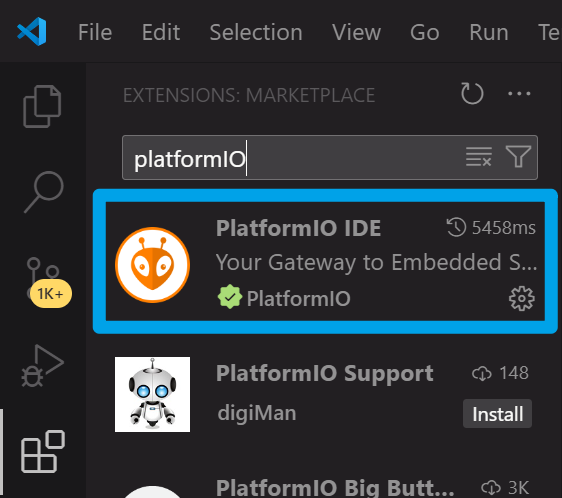 File Edit Selection View Go Run Te
EXTENSIONS: MARKETPLACE
platformIO
PlatformIO IDE 5458ms
Your Gateway to Embedded S...
PlatformIO
1K+
PlatformIO Support 148
digiMan Install
PlatformIO Big Butt... 3K